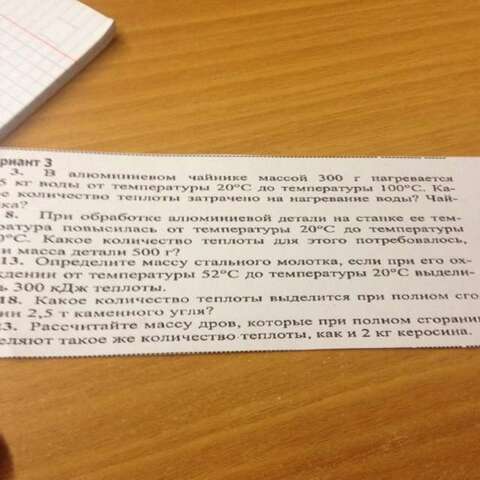 риант 3
3. В алюминиевом чайнике массой 300 г нагревается
5 кг воды от температуры 20°С до температуры 100°С. Ка-
е количество теплоты затрачено на нагревание воды? Чай-
ка?
8. При обработке алюминиевой детали на станке ее тем-
ратура повысилась от температуры 20°С до температуры
0°С. Какое количество теплоты для этого потребовалось,
и масса детали 500 г?
13. Определите массу стального молотка, если при его ох-
ждении от температуры 52°С до температуры 20°С выдели-
ь 300 кДж теплоты.
18. Какое количество теплоты выделится при полном сго-
нии 2,5 т каменного угля?
23. Рассчитайте массу дров, которые при полном сгорании
еляют такое же количество теплоты, как и 2 кг керосина.